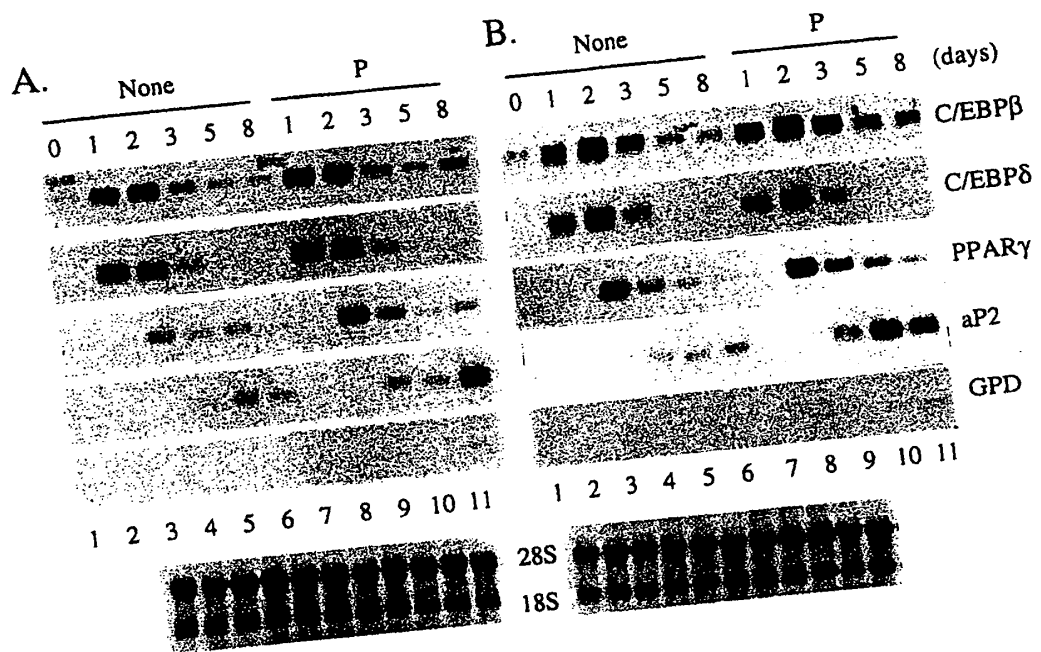 A.
None
P
0 1 2 3 5 8 1 2 3 5 8
B.
None
P
0 1 2 3 5 8 1 2 3 5 8 (days)
C/EBPβ
C/EBPδ
PPARγ
aP2
GPD
1 2 3 4 5 6 7 8 9 10 11
1 2 3 4 5 6 7 8 9 10 11
28S
18S